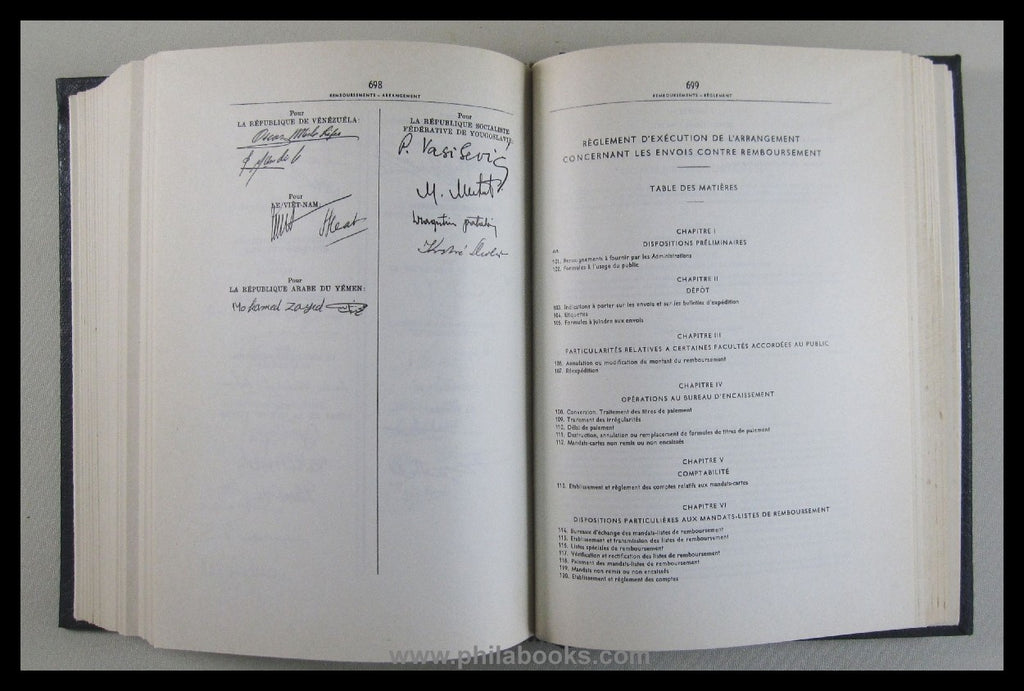 698
REMBOURSEMENTS – ARRANGEMENT
Pour
LA RÉPUBLIQUE DE VÉNÉZUÉLA:
Pour
LE VIÊT-NAM:
Pour
LA RÉPUBLIQUE ARABE DU YÉMEN:
Mohamed Zayed
Pour
LA RÉPUBLIQUE SOCIALISTE
FÉDÉRATIVE DE YOUGOSLAVIE:
P. Vasiljević
699
REMBOURSEMENTS – RÈGLEMENT
RÈGLEMENT D'EXÉCUTION DE L'ARRANGEMENT
CONCERNANT LES ENVOIS CONTRE REMBOURSEMENT
TABLE DES MATIÈRES
CHAPITRE I
DISPOSITIONS PRÉLIMINAIRES
Art.
101. Renseignements à fournir par les Administrations
102. Formules à l'usage du public
CHAPITRE II
DÉPÔT
103. Indications à porter sur les envois et sur les bulletins d'expédition
104. Etiquettes
105. Formules à joindre aux envois
CHAPITRE III
PARTICULARITÉS RELATIVES A CERTAINES FACULTÉS ACCORDÉES AU PUBLIC
106. Annulation ou modification du montant du remboursement
107. Réexpédition
CHAPITRE IV
OPÉRATIONS AU BUREAU D'ENCAISSEMENT
108. Conversion. Traitement des titres de paiement
109. Traitement des irrégularités
110. Délai de paiement
111. Destruction, annulation ou remplacement de formules de titres de paiement
112. Mandats-cartes non remis ou non encaissés
CHAPITRE V
COMPTABILITÉ
113. Etablissement et règlement des comptes relatifs aux mandats-cartes
CHAPITRE VI
DISPOSITIONS PARTICULIÈRES AUX MANDATS-LISTES DE REMBOURSEMENT
114. Bureaux d'échange des mandats-listes de remboursement
115. Etablissement et transmission des listes de remboursement
116. Listes spéciales de remboursement
117. Vérification et rectification des listes de remboursement
118. Paiement des mandats-listes de remboursement
119. Mandats non remis ou non encaissés
120. Etablissement et règlement des comptes
www.philabooks.com